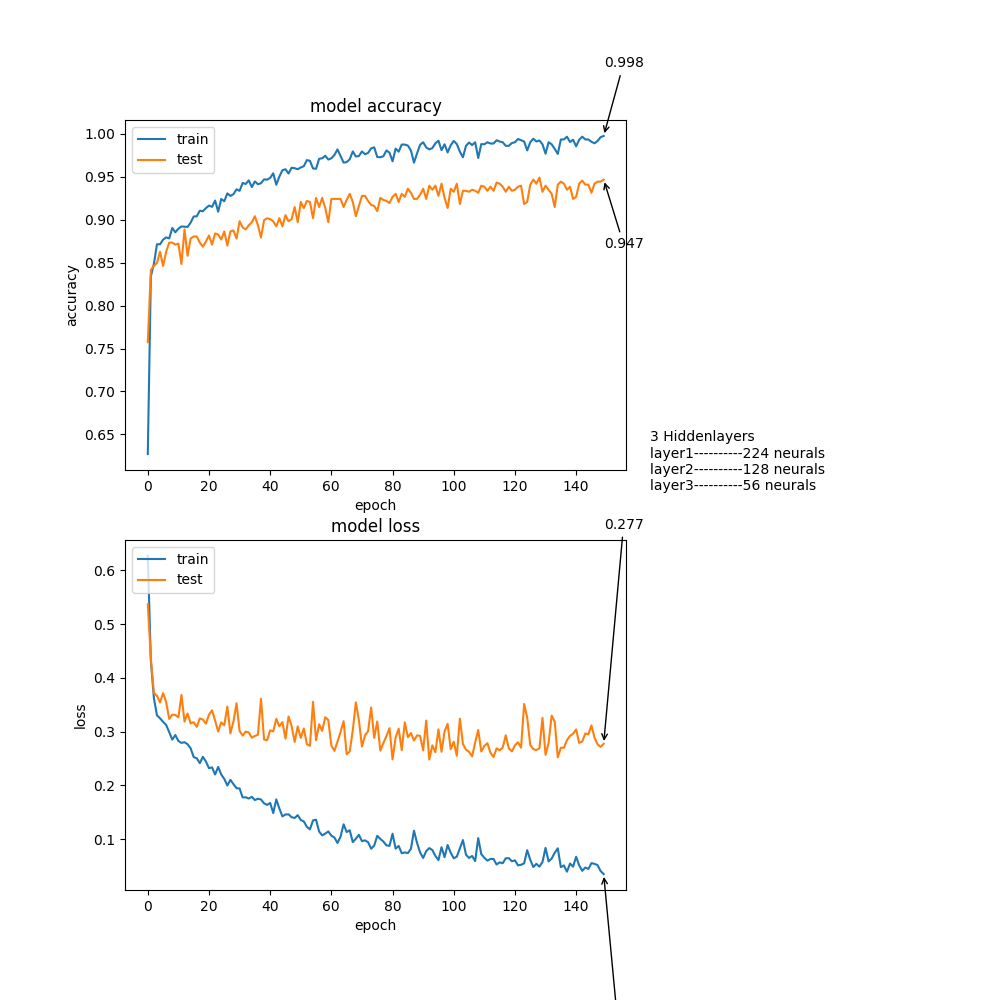 0.998
model accuracy
train
test
1.00
0.95
0.90
0.85
0.80
0.75
0.70
0.65
accuracy
0.947
0 20 40 60 80 100 120 140
epoch
3 Hiddenlayers
layer1----------224 neurals
layer2----------128 neurals
layer3----------56 neurals
model loss
0.277
train
test
0.6
0.5
0.4
0.3
0.2
0.1
loss
0 20 40 60 80 100 120 140
epoch